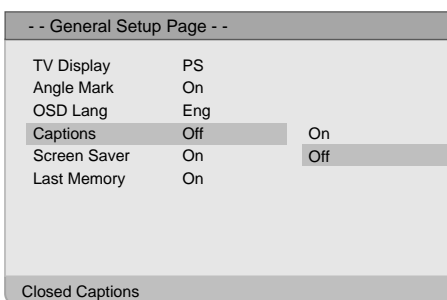 - - General Setup Page - -
TV Display PS
Angle Mark On
OSD Lang Eng
Captions Off On
Screen Saver On Off
Last Memory On
Closed Captions